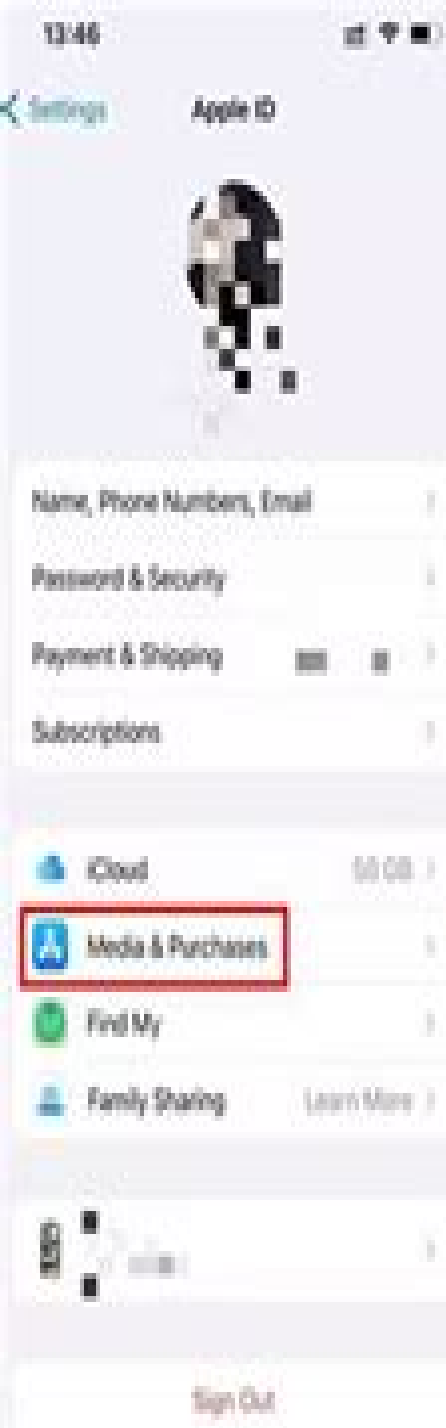 13:46
Settings
Apple ID
Name, Phone Numbers, Email
Password & Security
Payment & Shipping
Subscriptions
iCloud 50 GB
Media & Purchases
Find My
Family Sharing Learn More
Sign Out